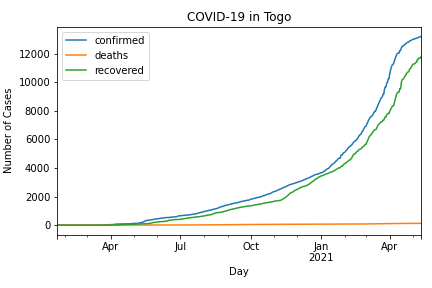 COVID-19 in Togo
confirmed
deaths
recovered
Number of Cases
12000
10000
8000
6000
4000
2000
0
Apr
Jul
Oct
Jan
2021
Apr
Day